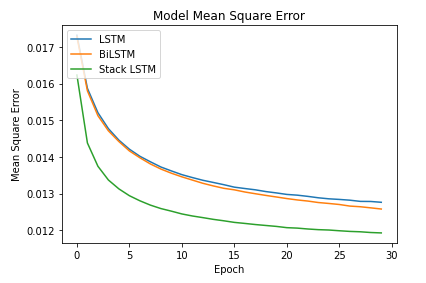 Model Mean Square Error
LSTM
BiLSTM
Stack LSTM
Mean Square Error
0.017
0.016
0.015
0.014
0.013
0.012
0 5 10 15 20 25 30
Epoch